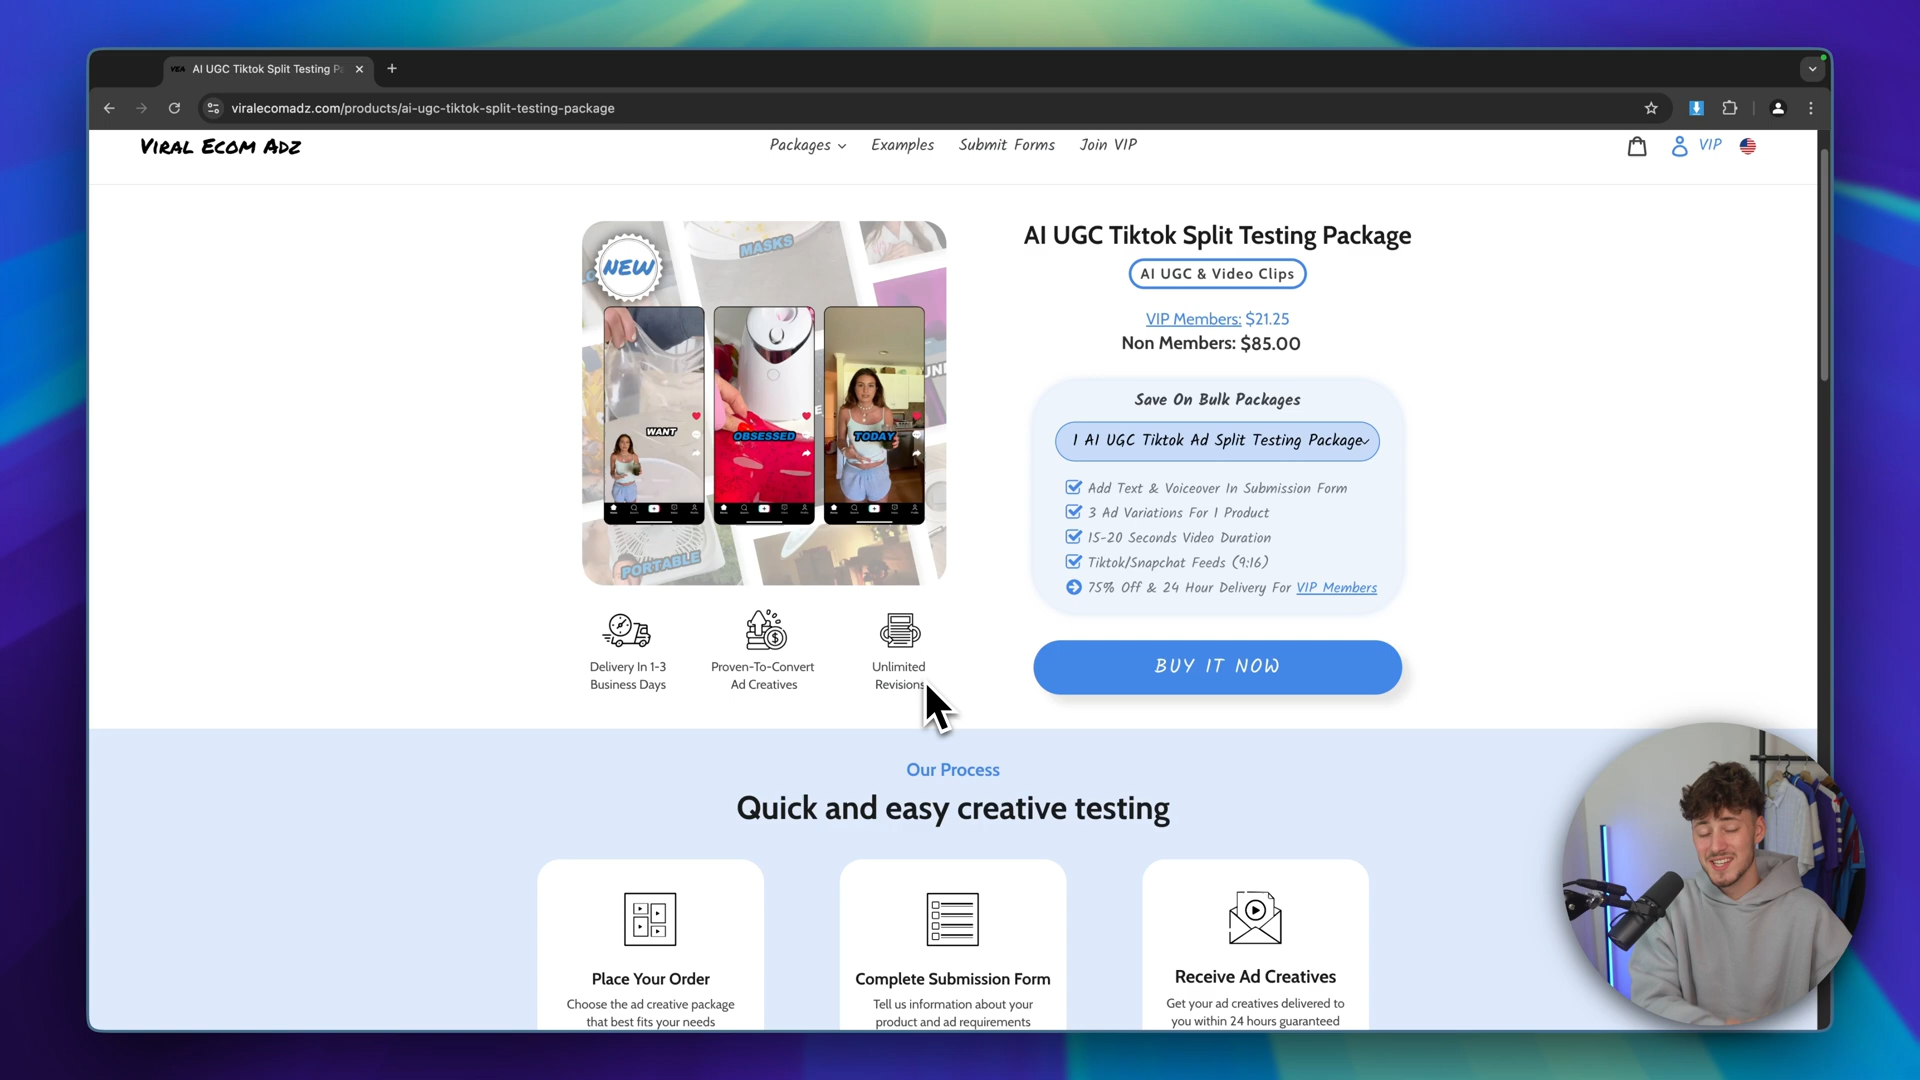 VEA AI UGC Tiktok Split Testing Pa
viralecomadz.com/products/ai-ugc-tiktok-split-testing-package
VIRAL ECOM ADZ
Packages
Examples
Submit Forms
Join VIP
VIP
NEW
MASKS
WANT
OBSESSED
TODAY
PORTABLE
AI UGC Tiktok Split Testing Package
AI UGC & Video Clips
VIP Members: $21.25
Non Members: $85.00
Save On Bulk Packages
1 AI UGC Tiktok Ad Split Testing Package
Add Text & Voiceover In Submission Form
3 Ad Variations For 1 Product
15-20 Seconds Video Duration
Tiktok/Snapchat Feeds (9:16)
75% Off & 24 Hour Delivery For VIP Members
BUY IT NOW
Delivery In 1-3
Business Days
Proven-To-Convert
Ad Creatives
Unlimited
Revisions
Our Process
Quick and easy creative testing
Place Your Order
Choose the ad creative package
that best fits your needs
Complete Submission Form
Tell us information about your
product and ad requirements
Receive Ad Creatives
Get your ad creatives delivered to
you within 24 hours guaranteed